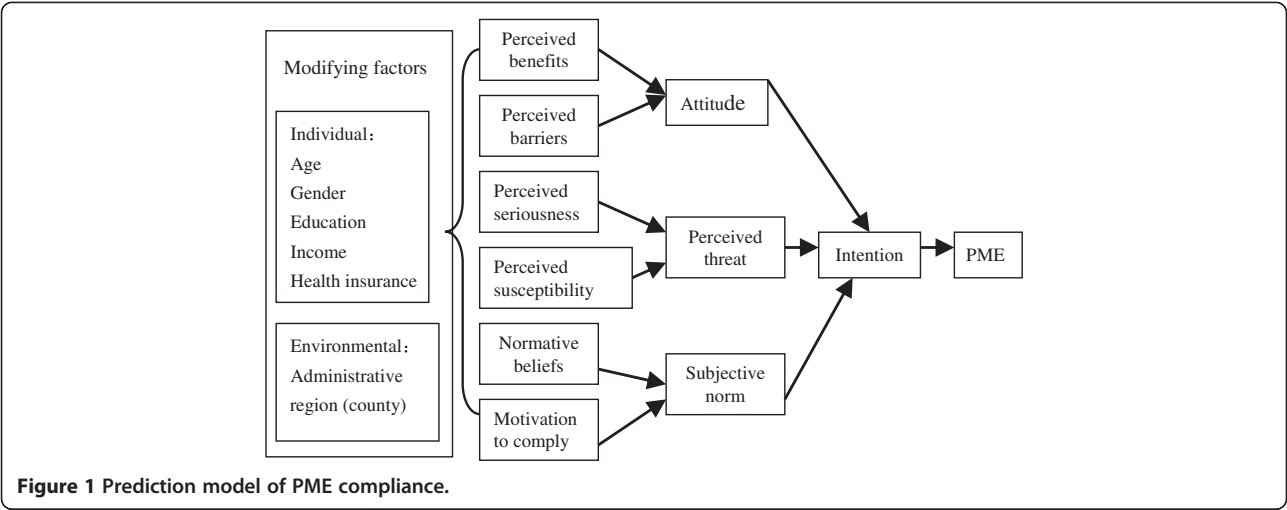 Modifying factors
Individual：
Age
Gender
Education
Income
Health insurance
Environmental：
Administrative
region (county)
Perceived
benefits
Perceived
barriers
Perceived
seriousness
Perceived
susceptibility
Normative
beliefs
Motivation
to comply
Attitude
Perceived
threat
Subjective
norm
Intention
PME
Figure 1 Prediction model of PME compliance.